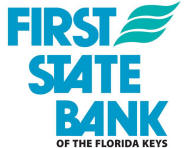 FIRST
STATE
BANK
OF THE FLORIDA KEYS